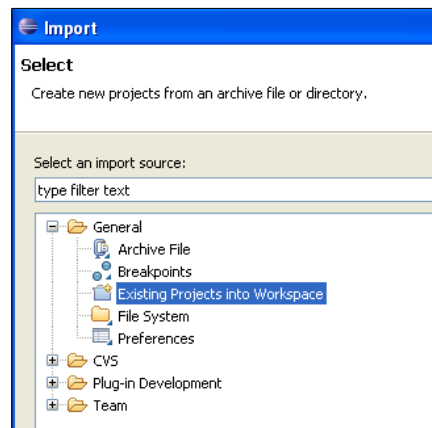 Import
Select
Create new projects from an archive file or directory.
Select an import source:
type filter text
General
Archive File
Breakpoints
Existing Projects into Workspace
File System
Preferences
CVS
Plug-in Development
Team